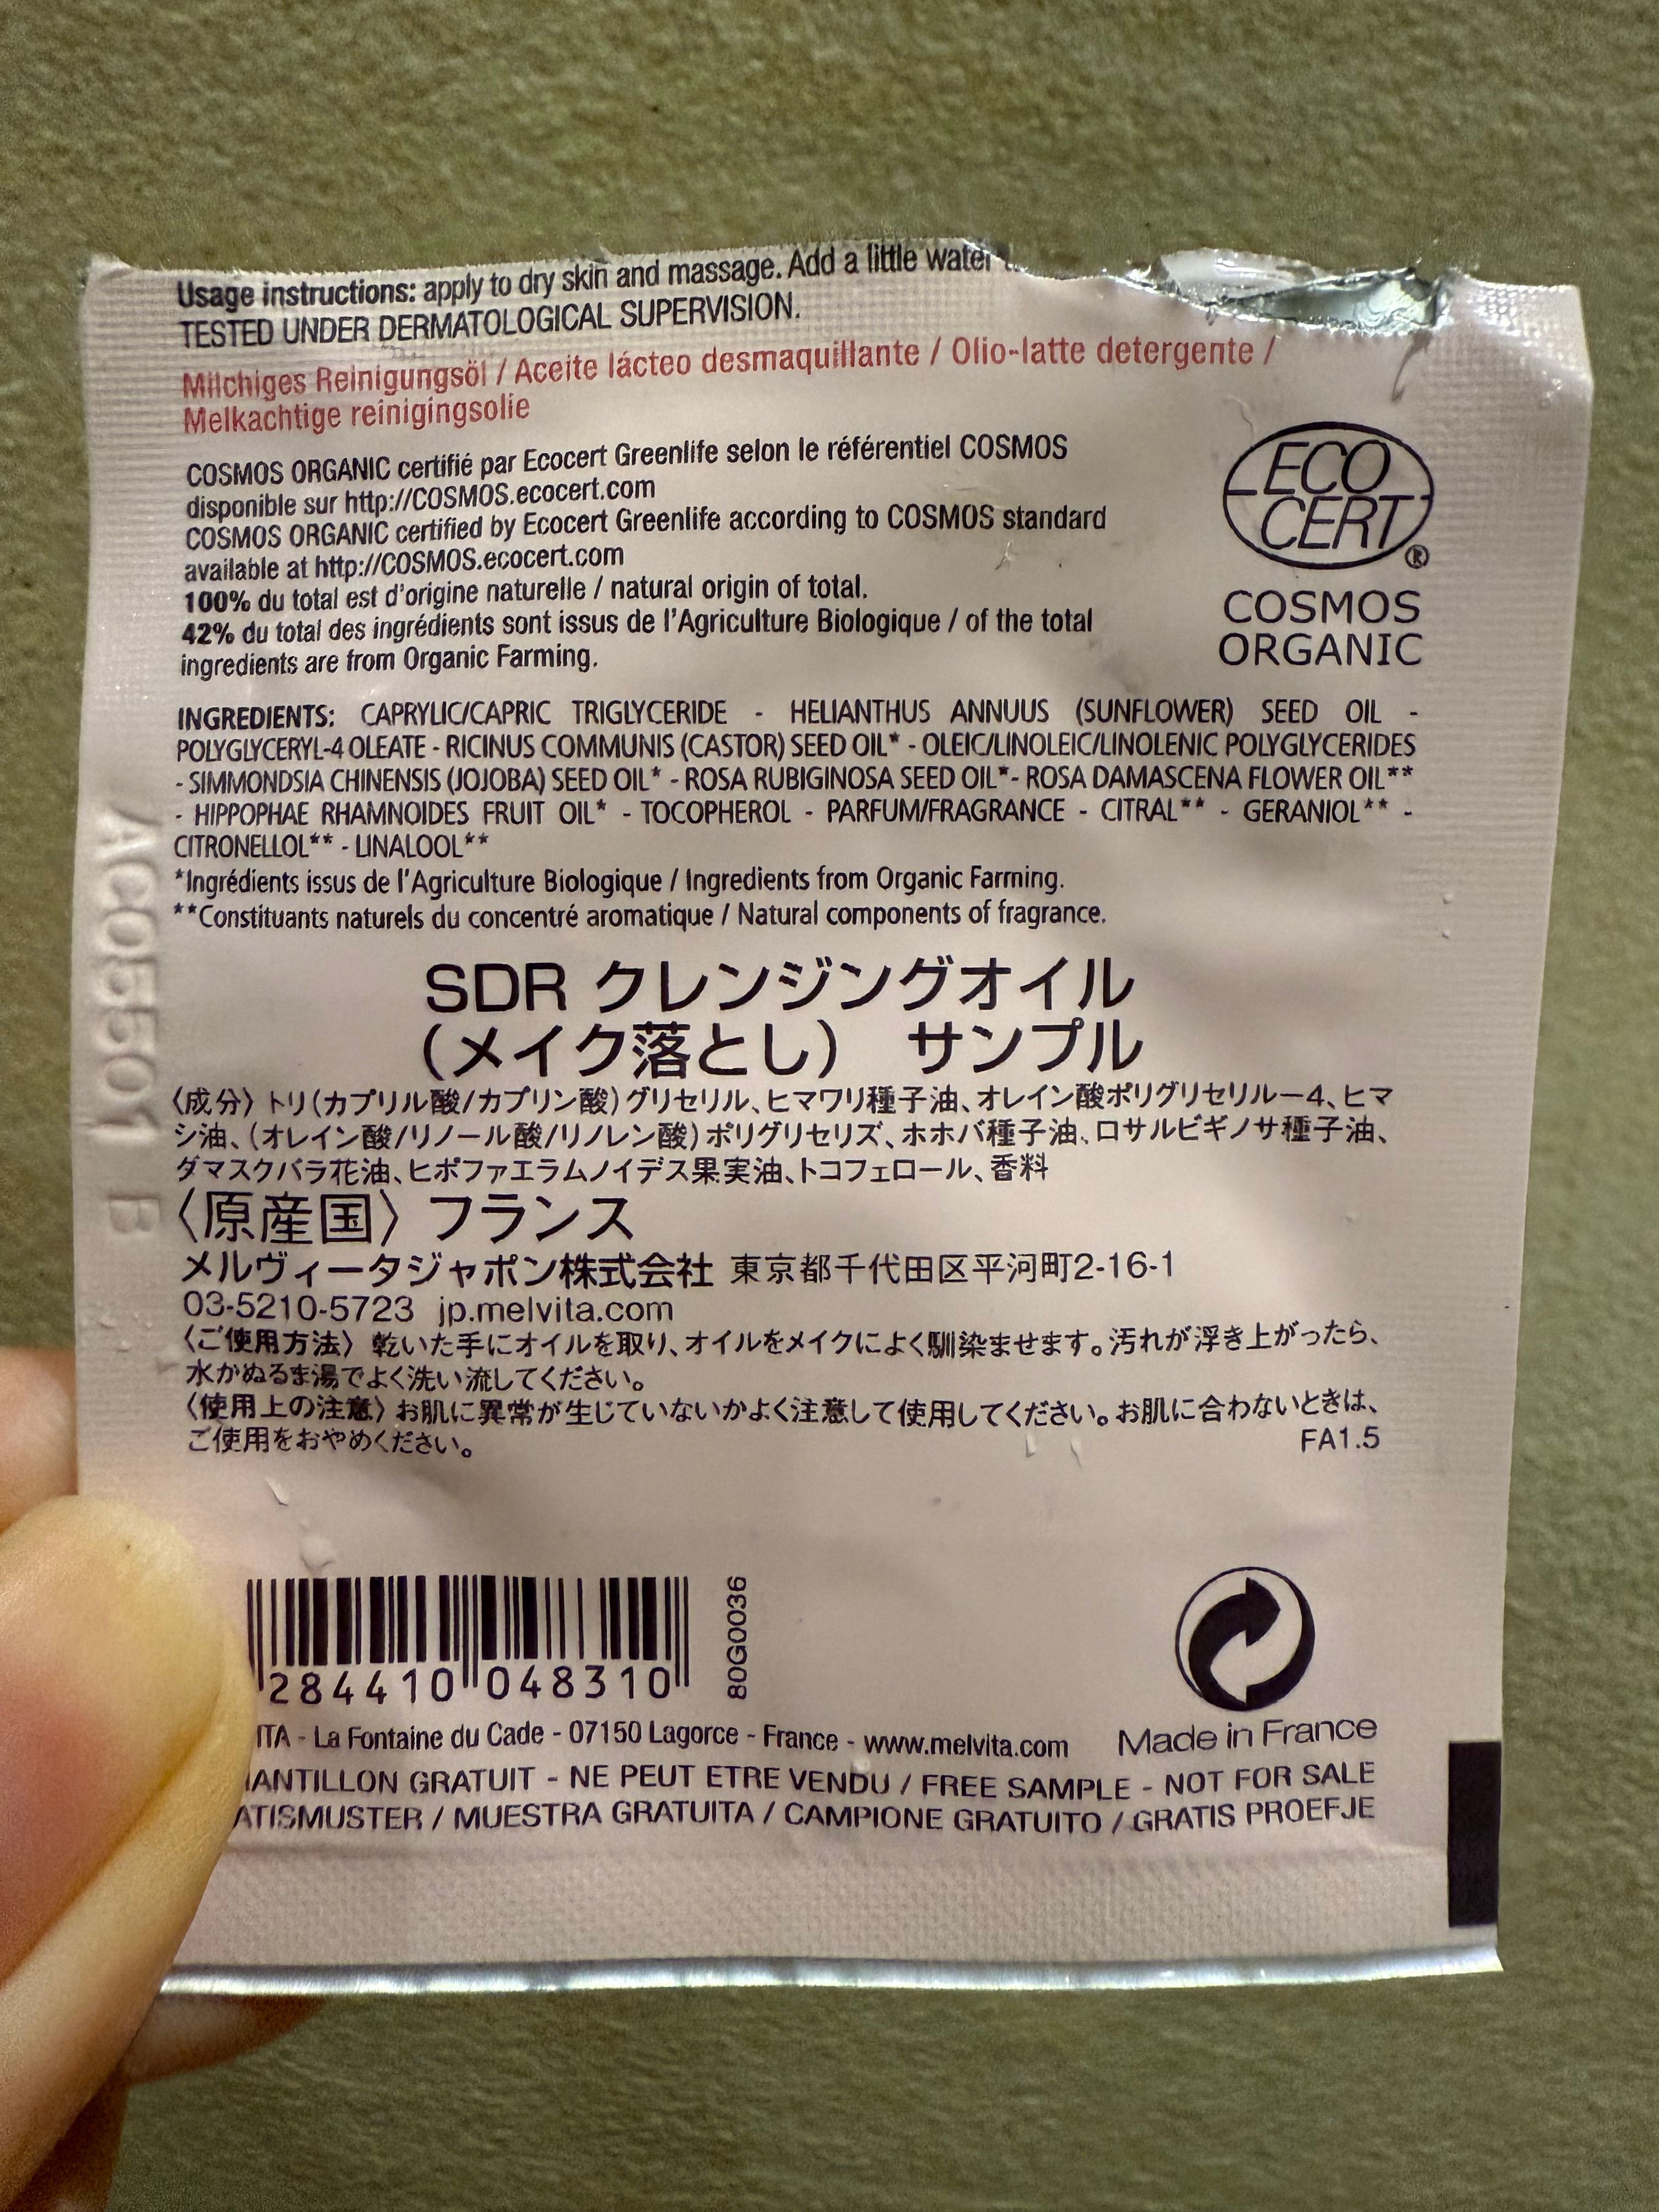 Usage instructions: apply to dry skin and massage. Add a little water
TESTED UNDER DERMATOLOGICAL SUPERVISION.
Milchiges Reinigungsöl / Aceite lácteo desmaquillante / Olio-latte detergente /
Melkachtige reinigingsolie
COSMOS ORGANIC certifié par Ecocert Greenlife selon le référentiel COSMOS
disponible sur http://COSMOS.ecocert.com
COSMOS ORGANIC certified by Ecocert Greenlife according to COSMOS standard
available at http://COSMOS.ecocert.com
100% du total est d'origine naturelle / natural origin of total.
42% du total des ingrédients sont issus de l'Agriculture Biologique / of the total
ingredients are from Organic Farming.
ECO
CERT®
COSMOS
ORGANIC
INGREDIENTS: CAPRYLIC/CAPRIC TRIGLYCERIDE - HELIANTHUS ANNUUS (SUNFLOWER) SEED OIL -
POLYGLYCERYL-4 OLEATE - RICINUS COMMUNIS (CASTOR) SEED OIL* - OLEIC/LINOLEIC/LINOLENIC POLYGLYCERIDES
- SIMMONDSIA CHINENSIS (JOJOBA) SEED OIL* - ROSA RUBIGINOSA SEED OIL*- ROSA DAMASCENA FLOWER OIL**
- HIPPOPHAE RHAMNOIDES FRUIT OIL* - TOCOPHEROL - PARFUM/FRAGRANCE - CITRAL** - GERANIOL** -
CITRONELLOL** - LINALOOL**
*Ingrédients issus de l'Agriculture Biologique / Ingredients from Organic Farming.
**Constituants naturels du concentré aromatique / Natural components of fragrance.
SDR クレンジングオイル
（メイク落とし） サンプル
〈成分〉トリ(カプリル酸/カプリン酸)グリセリル、ヒマワリ種子油、オレイン酸ポリグリセリルー4、ヒマ
シ油、(オレイン酸/リノール酸/リノレン酸)ポリグリセリズ、ホホバ種子油、ロサルビギノサ種子油、
ダマスクバラ花油、ヒポファエラムノイデス果実油、トコフェロール、香料
〈原産国〉フランス
メルヴィータジャポン株式会社 東京都千代田区平河町2-16-1
03-5210-5723 jp.melvita.com
〈ご使用方法〉乾いた手にオイルを取り、オイルをメイクによく馴染ませます。汚れが浮き上がったら、
水かぬるま湯でよく洗い流してください。
〈使用上の注意〉お肌に異常が生じていないかよく注意して使用してください。お肌に合わないときは、
ご使用をおやめください。 FA1.5
AC05501 B
284410 048310
80G0036
ITA - La Fontaine du Cade - 07150 Lagorce - France - www.melvita.com
Made in France
ANTILLON GRATUIT - NE PEUT ETRE VENDU / FREE SAMPLE - NOT FOR SALE
ATISMUSTER / MUESTRA GRATUITA / CAMPIONE GRATUITO / GRATIS PROEFJE